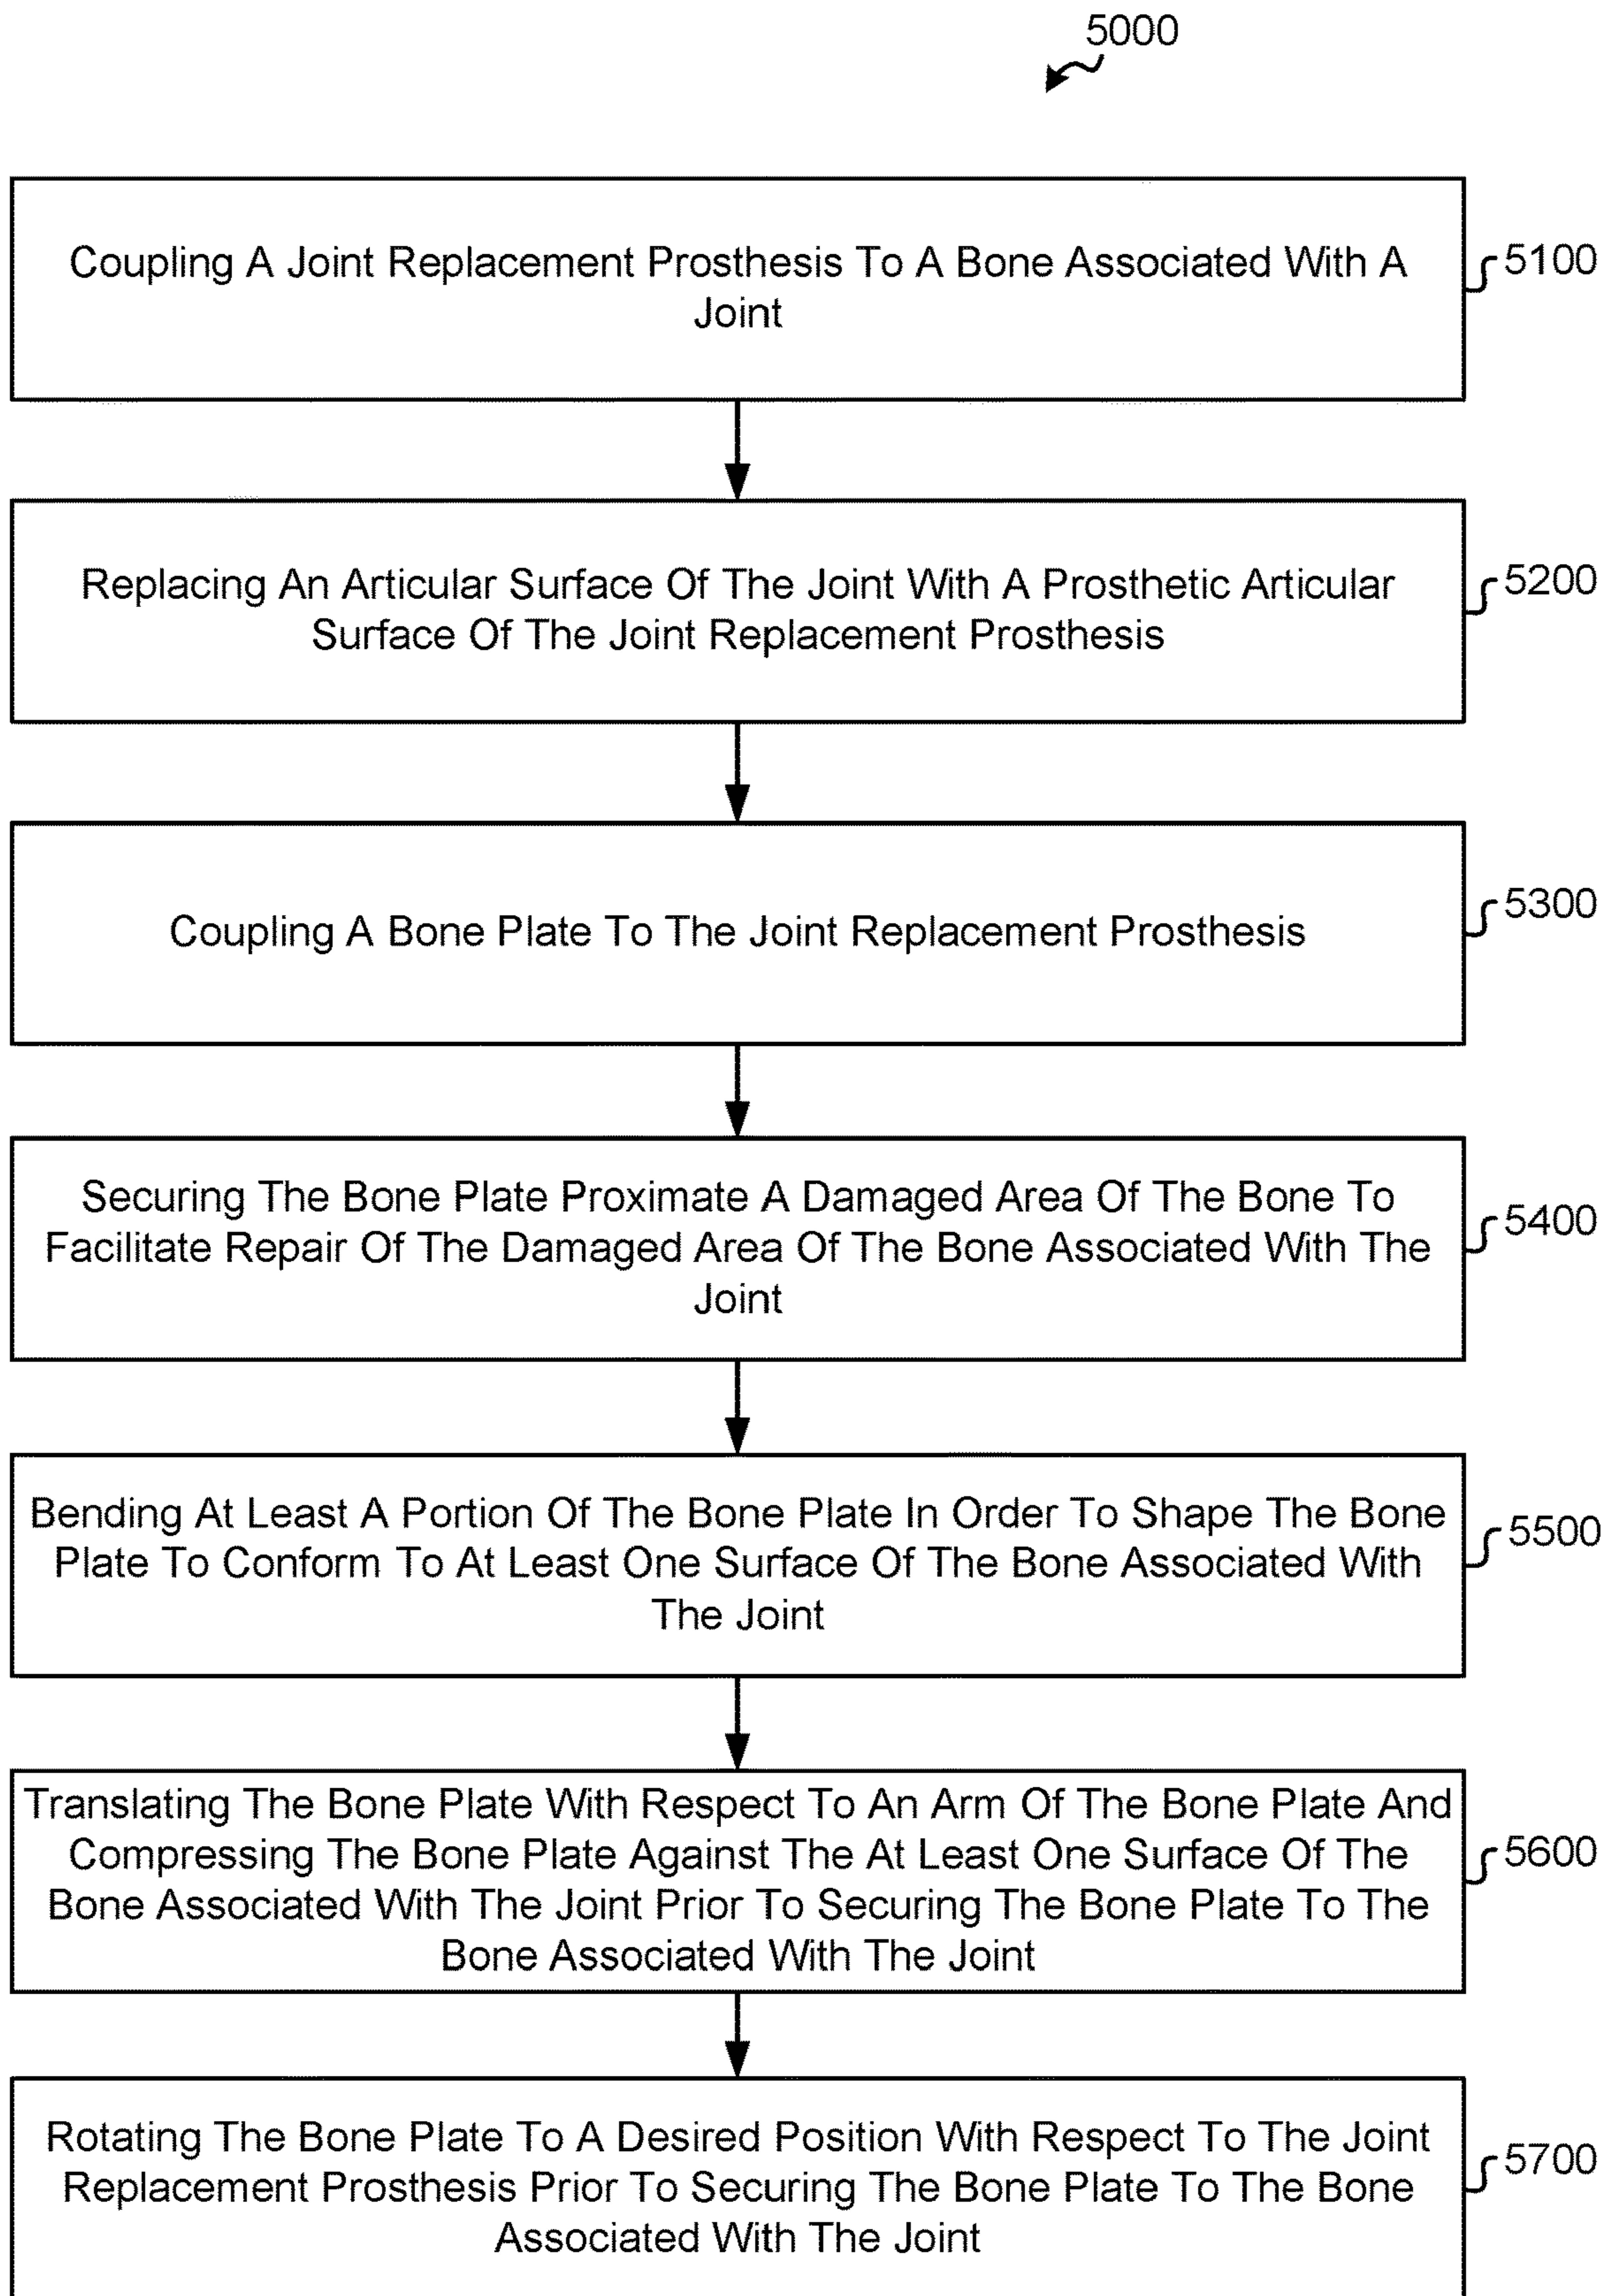 5000
Coupling A Joint Replacement Prosthesis To A Bone Associated With A
Joint
5100
Replacing An Articular Surface Of The Joint With A Prosthetic Articular
Surface Of The Joint Replacement Prosthesis
5200
Coupling A Bone Plate To The Joint Replacement Prosthesis
5300
Securing The Bone Plate Proximate A Damaged Area Of The Bone To
Facilitate Repair Of The Damaged Area Of The Bone Associated With The
Joint
5400
Bending At Least A Portion Of The Bone Plate In Order To Shape The Bone
Plate To Conform To At Least One Surface Of The Bone Associated With
The Joint
5500
Translating The Bone Plate With Respect To An Arm Of The Bone Plate And
Compressing The Bone Plate Against The At Least One Surface Of The
Bone Associated With The Joint Prior To Securing The Bone Plate To The
Bone Associated With The Joint
5600
Rotating The Bone Plate To A Desired Position With Respect To The Joint
Replacement Prosthesis Prior To Securing The Bone Plate To The Bone
Associated With The Joint
5700